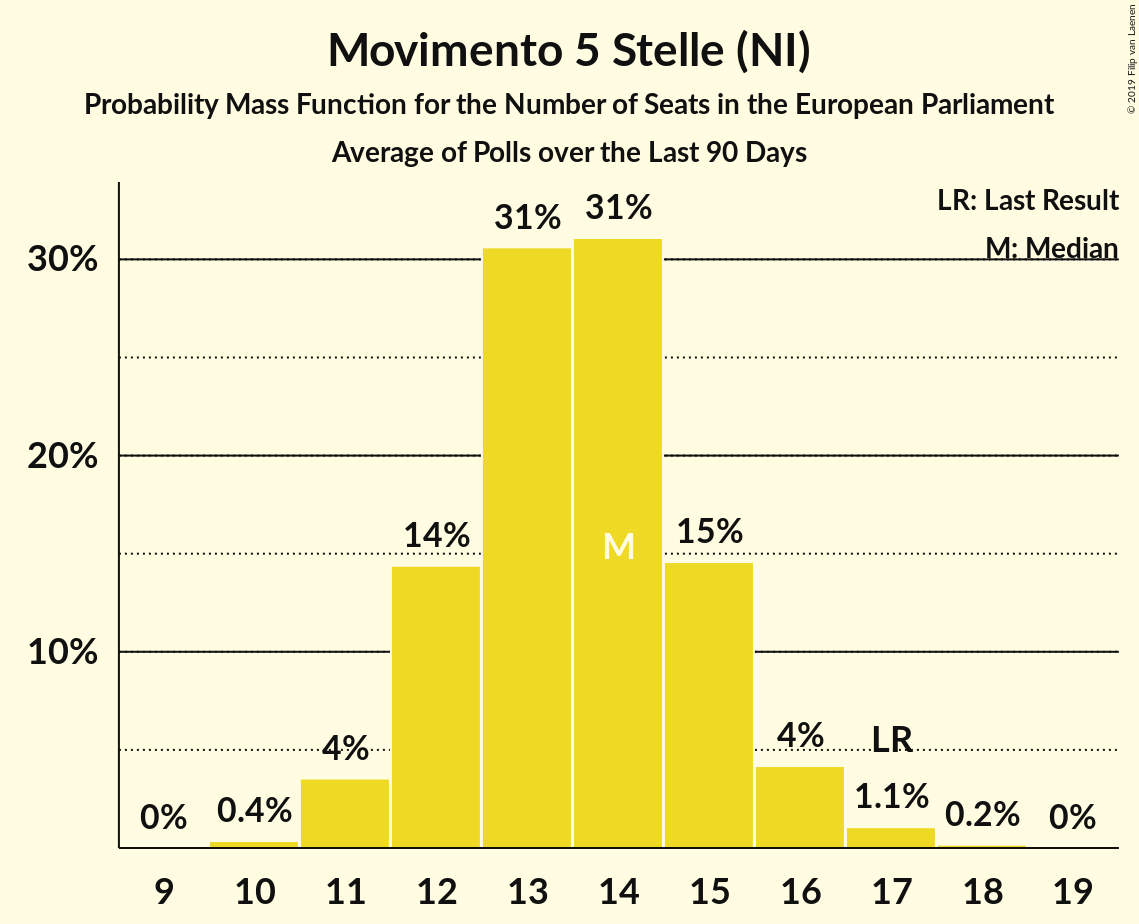 Movimento 5 Stelle (NI)
Probability Mass Function for the Number of Seats in the European Parliament
Average of Polls over the Last 90 Days
© 2019 Filip van Laenen
LR: Last Result
M: Median
30%
20%
10%
0%
0.4%
4%
14%
31%
31%
M
15%
4%
LR
1.1%
0.2%
0%
9 10 11 12 13 14 15 16 17 18 19